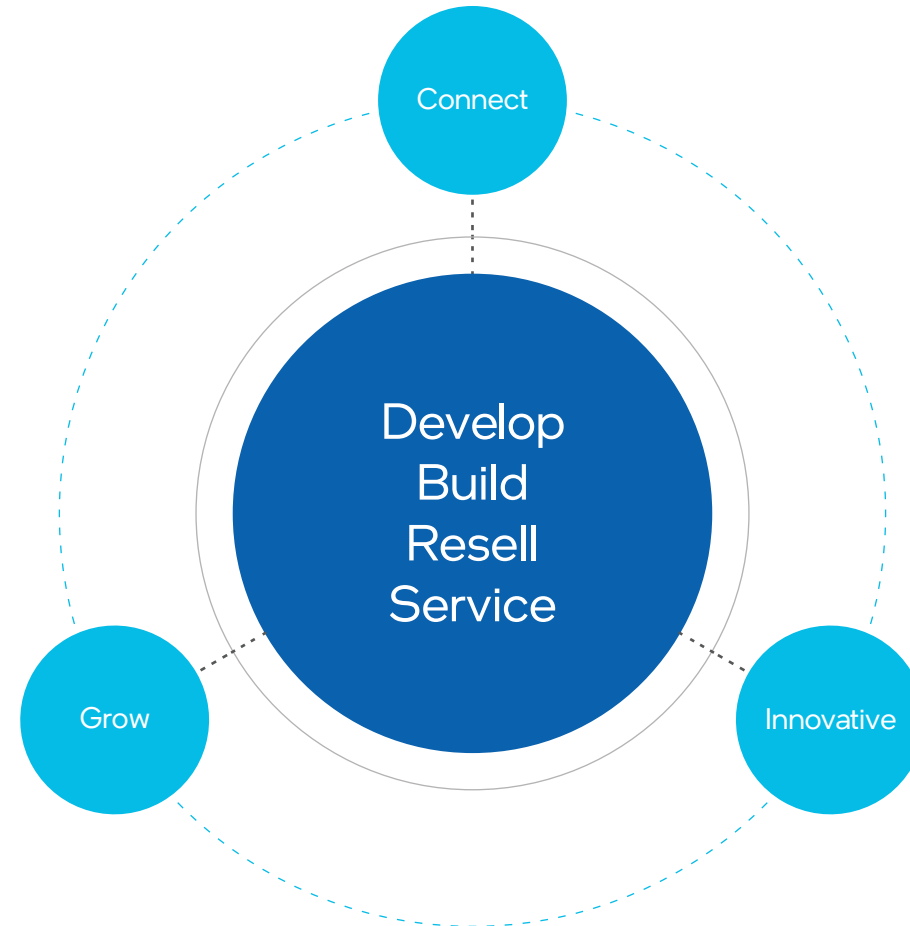 Connect
Develop
Build
Resell
Service
Grow
Innovative